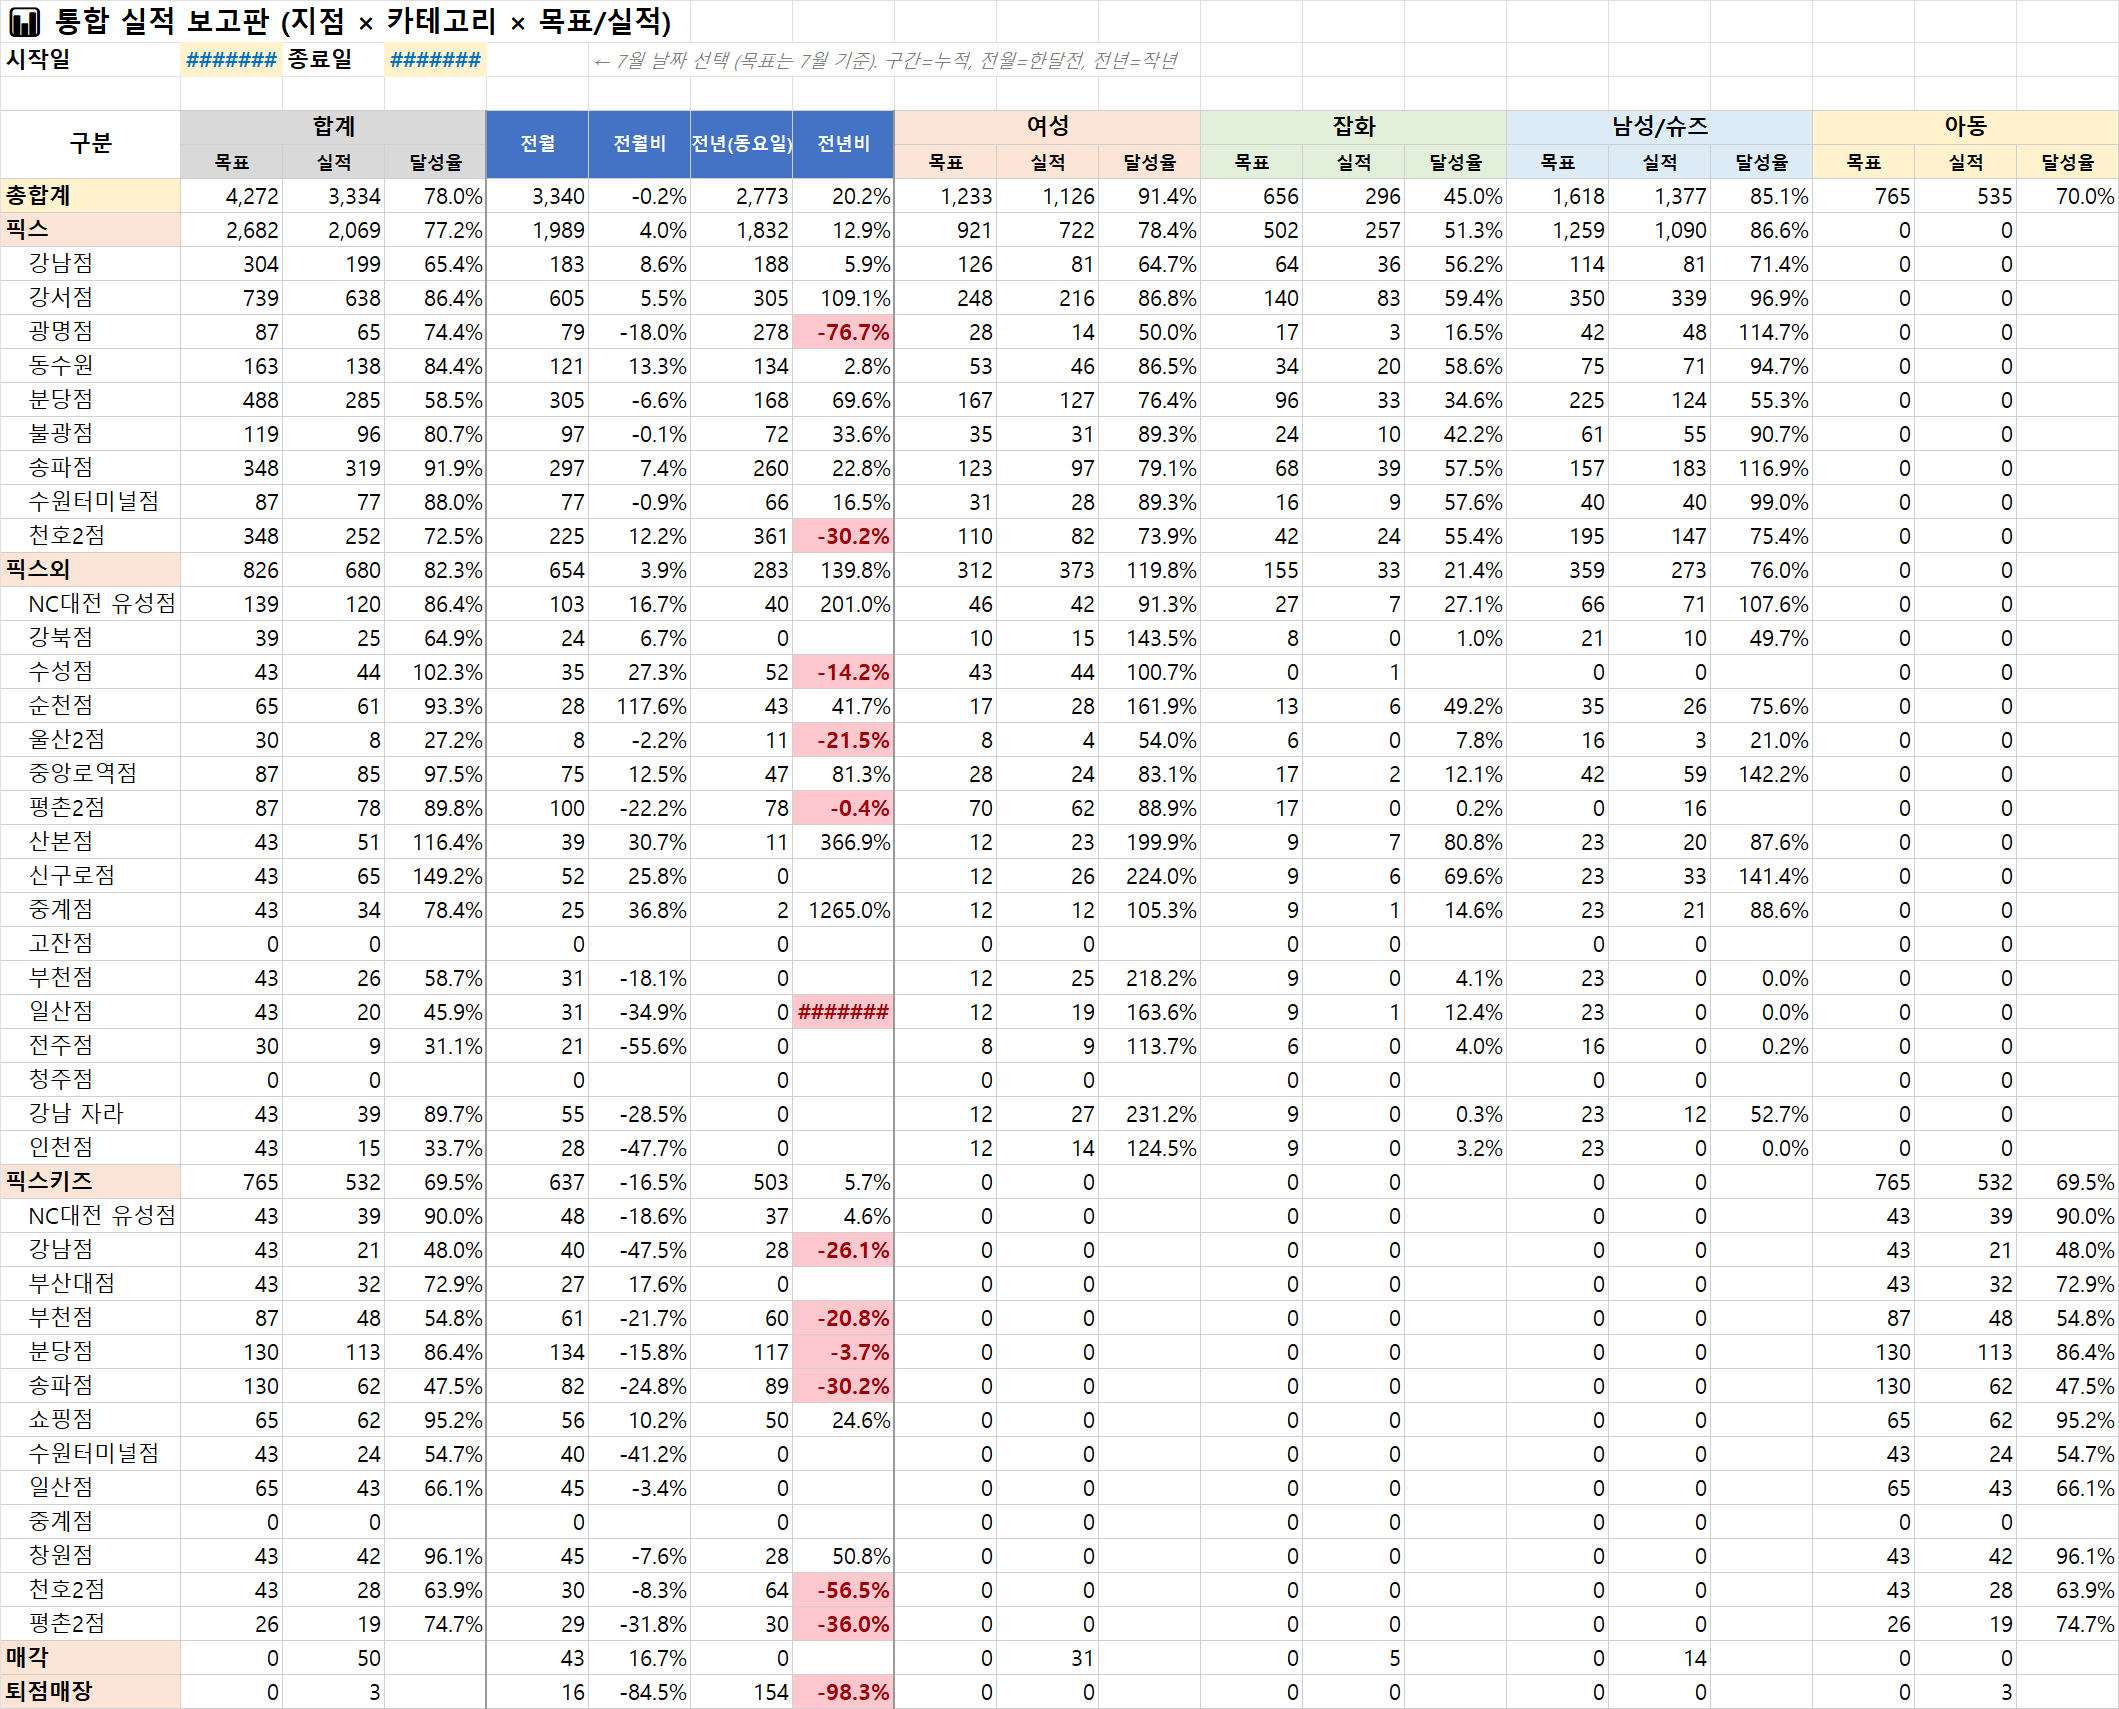 통합 실적 보고판 (지점 × 카테고리 × 목표/실적)
시작일 ####### 종료일 ####### ← 7월 날짜 선택 (목표는 7월 기준). 구간=누적, 전월=한달전, 전년=작년
구분 합계 전월 전월비 전년(동요일) 전년비 여성 잡화 남성/슈즈 아동
목표 실적 달성율 목표 실적 달성율 목표 실적 달성율 목표 실적 달성율 목표 실적 달성율
총합계 4,272 3,334 78.0% 3,340 -0.2% 2,773 20.2% 1,233 1,126 91.4% 656 296 45.0% 1,618 1,377 85.1% 765 535 70.0%
픽스 2,682 2,069 77.2% 1,989 4.0% 1,832 12.9% 921 722 78.4% 502 257 51.3% 1,259 1,090 86.6% 0 0
강남점 304 199 65.4% 183 8.6% 188 5.9% 126 81 64.7% 64 36 56.2% 114 81 71.4% 0 0
강서점 739 638 86.4% 605 5.5% 305 109.1% 248 216 86.8% 140 83 59.4% 350 339 96.9% 0 0
광명점 87 65 74.4% 79 -18.0% 278 -76.7% 28 14 50.0% 17 3 16.5% 42 48 114.7% 0 0
동수원 163 138 84.4% 121 13.3% 134 2.8% 53 46 86.5% 34 20 58.6% 75 71 94.7% 0 0
분당점 488 285 58.5% 305 -6.6% 168 69.6% 167 127 76.4% 96 33 34.6% 225 124 55.3% 0 0
불광점 119 96 80.7% 97 -0.1% 72 33.6% 35 31 89.3% 24 10 42.2% 61 55 90.7% 0 0
송파점 348 319 91.9% 297 7.4% 260 22.8% 123 97 79.1% 68 39 57.5% 157 183 116.9% 0 0
수원터미널점 87 77 88.0% 77 -0.9% 66 16.5% 31 28 89.3% 16 9 57.6% 40 40 99.0% 0 0
천호2점 348 252 72.5% 225 12.2% 361 -30.2% 110 82 73.9% 42 24 55.4% 195 147 75.4% 0 0
픽스외 826 680 82.3% 654 3.9% 283 139.8% 312 373 119.8% 155 33 21.4% 359 273 76.0% 0 0
NC대전 유성점 139 120 86.4% 103 16.7% 40 201.0% 46 42 91.3% 27 7 27.1% 66 71 107.6% 0 0
강북점 39 25 64.9% 24 6.7% 0 10 15 143.5% 8 0 1.0% 21 10 49.7% 0 0
수성점 43 44 102.3% 35 27.3% 52 -14.2% 43 44 100.7% 0 1 0 0 0 0
순천점 65 61 93.3% 28 117.6% 43 41.7% 17 28 161.9% 13 6 49.2% 35 26 75.6% 0 0
울산2점 30 8 27.2% 8 -2.2% 11 -21.5% 8 4 54.0% 6 0 7.8% 16 3 21.0% 0 0
중앙로역점 87 85 97.5% 75 12.5% 47 81.3% 28 24 83.1% 17 2 12.1% 42 59 142.2% 0 0
평촌2점 87 78 89.8% 100 -22.2% 78 -0.4% 70 62 88.9% 17 0 0.2% 0 16 0 0
산본점 43 51 116.4% 39 30.7% 11 366.9% 12 23 199.9% 9 7 80.8% 23 20 87.6% 0 0
신구로점 43 65 149.2% 52 25.8% 0 12 26 224.0% 9 6 69.6% 23 33 141.4% 0 0
중계점 43 34 78.4% 25 36.8% 2 1265.0% 12 12 105.3% 9 1 14.6% 23 21 88.6% 0 0
고잔점 0 0 0 0 0 0 0 0 0 0 0 0
부천점 43 26 58.7% 31 -18.1% 0 12 25 218.2% 9 0 4.1% 23 0 0.0% 0 0
일산점 43 20 45.9% 31 -34.9% 0 ####### 12 19 163.6% 9 1 12.4% 23 0 0.0% 0 0
전주점 30 9 31.1% 21 -55.6% 0 8 9 113.7% 6 0 4.0% 16 0 0.2% 0 0
청주점 0 0 0 0 0 0 0 0 0 0 0 0
강남 자라 43 39 89.7% 55 -28.5% 0 12 27 231.2% 9 0 0.3% 23 12 52.7% 0 0
인천점 43 15 33.7% 28 -47.7% 0 12 14 124.5% 9 0 3.2% 23 0 0.0% 0 0
픽스키즈 765 532 69.5% 637 -16.5% 503 5.7% 0 0 0 0 0 0 765 532 69.5%
NC대전 유성점 43 39 90.0% 48 -18.6% 37 4.6% 0 0 0 0 0 0 43 39 90.0%
강남점 43 21 48.0% 40 -47.5% 28 -26.1% 0 0 0 0 0 0 43 21 48.0%
부산대점 43 32 72.9% 27 17.6% 0 0 0 0 0 0 0 43 32 72.9%
부천점 87 48 54.8% 61 -21.7% 60 -20.8% 0 0 0 0 0 0 87 48 54.8%
분당점 130 113 86.4% 134 -15.8% 117 -3.7% 0 0 0 0 0 0 130 113 86.4%
송파점 130 62 47.5% 82 -24.8% 89 -30.2% 0 0 0 0 0 0 130 62 47.5%
쇼핑점 65 62 95.2% 56 10.2% 50 24.6% 0 0 0 0 0 0 65 62 95.2%
수원터미널점 43 24 54.7% 40 -41.2% 0 0 0 0 0 0 0 43 24 54.7%
일산점 65 43 66.1% 45 -3.4% 0 0 0 0 0 0 0 65 43 66.1%
중계점 0 0 0 0 0 0 0 0 0 0 0 0
창원점 43 42 96.1% 45 -7.6% 28 50.8% 0 0 0 0 0 0 43 42 96.1%
천호2점 43 28 63.9% 30 -8.3% 64 -56.5% 0 0 0 0 0 0 43 28 63.9%
평촌2점 26 19 74.7% 29 -31.8% 30 -36.0% 0 0 0 0 0 0 26 19 74.7%
매각 0 50 43 16.7% 0 0 31 0 5 0 14 0 0
퇴점매장 0 3 16 -84.5% 154 -98.3% 0 0 0 0 0 0 0 3